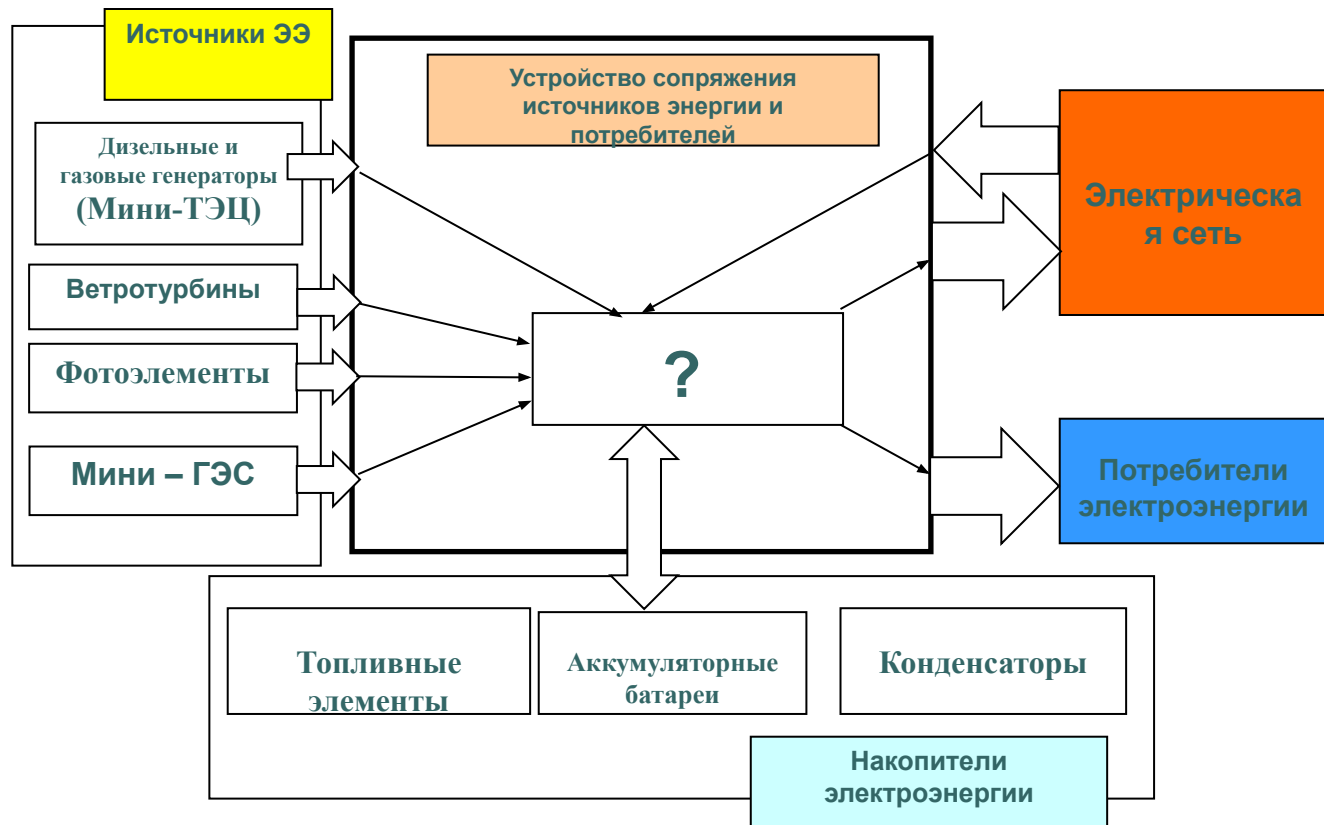 Источники ЭЭ
Устройство сопряжения
источников энергии и
потребителей
Дизельные и
газовые генераторы
(Мини-ТЭЦ)
Ветротурбины
Фотоэлементы
Мини – ГЭС
?
Электрическа
я сеть
Потребители
электроэнергии
Топливные
элементы
Аккумуляторные
батареи
Конденсаторы
Накопители
электроэнергии